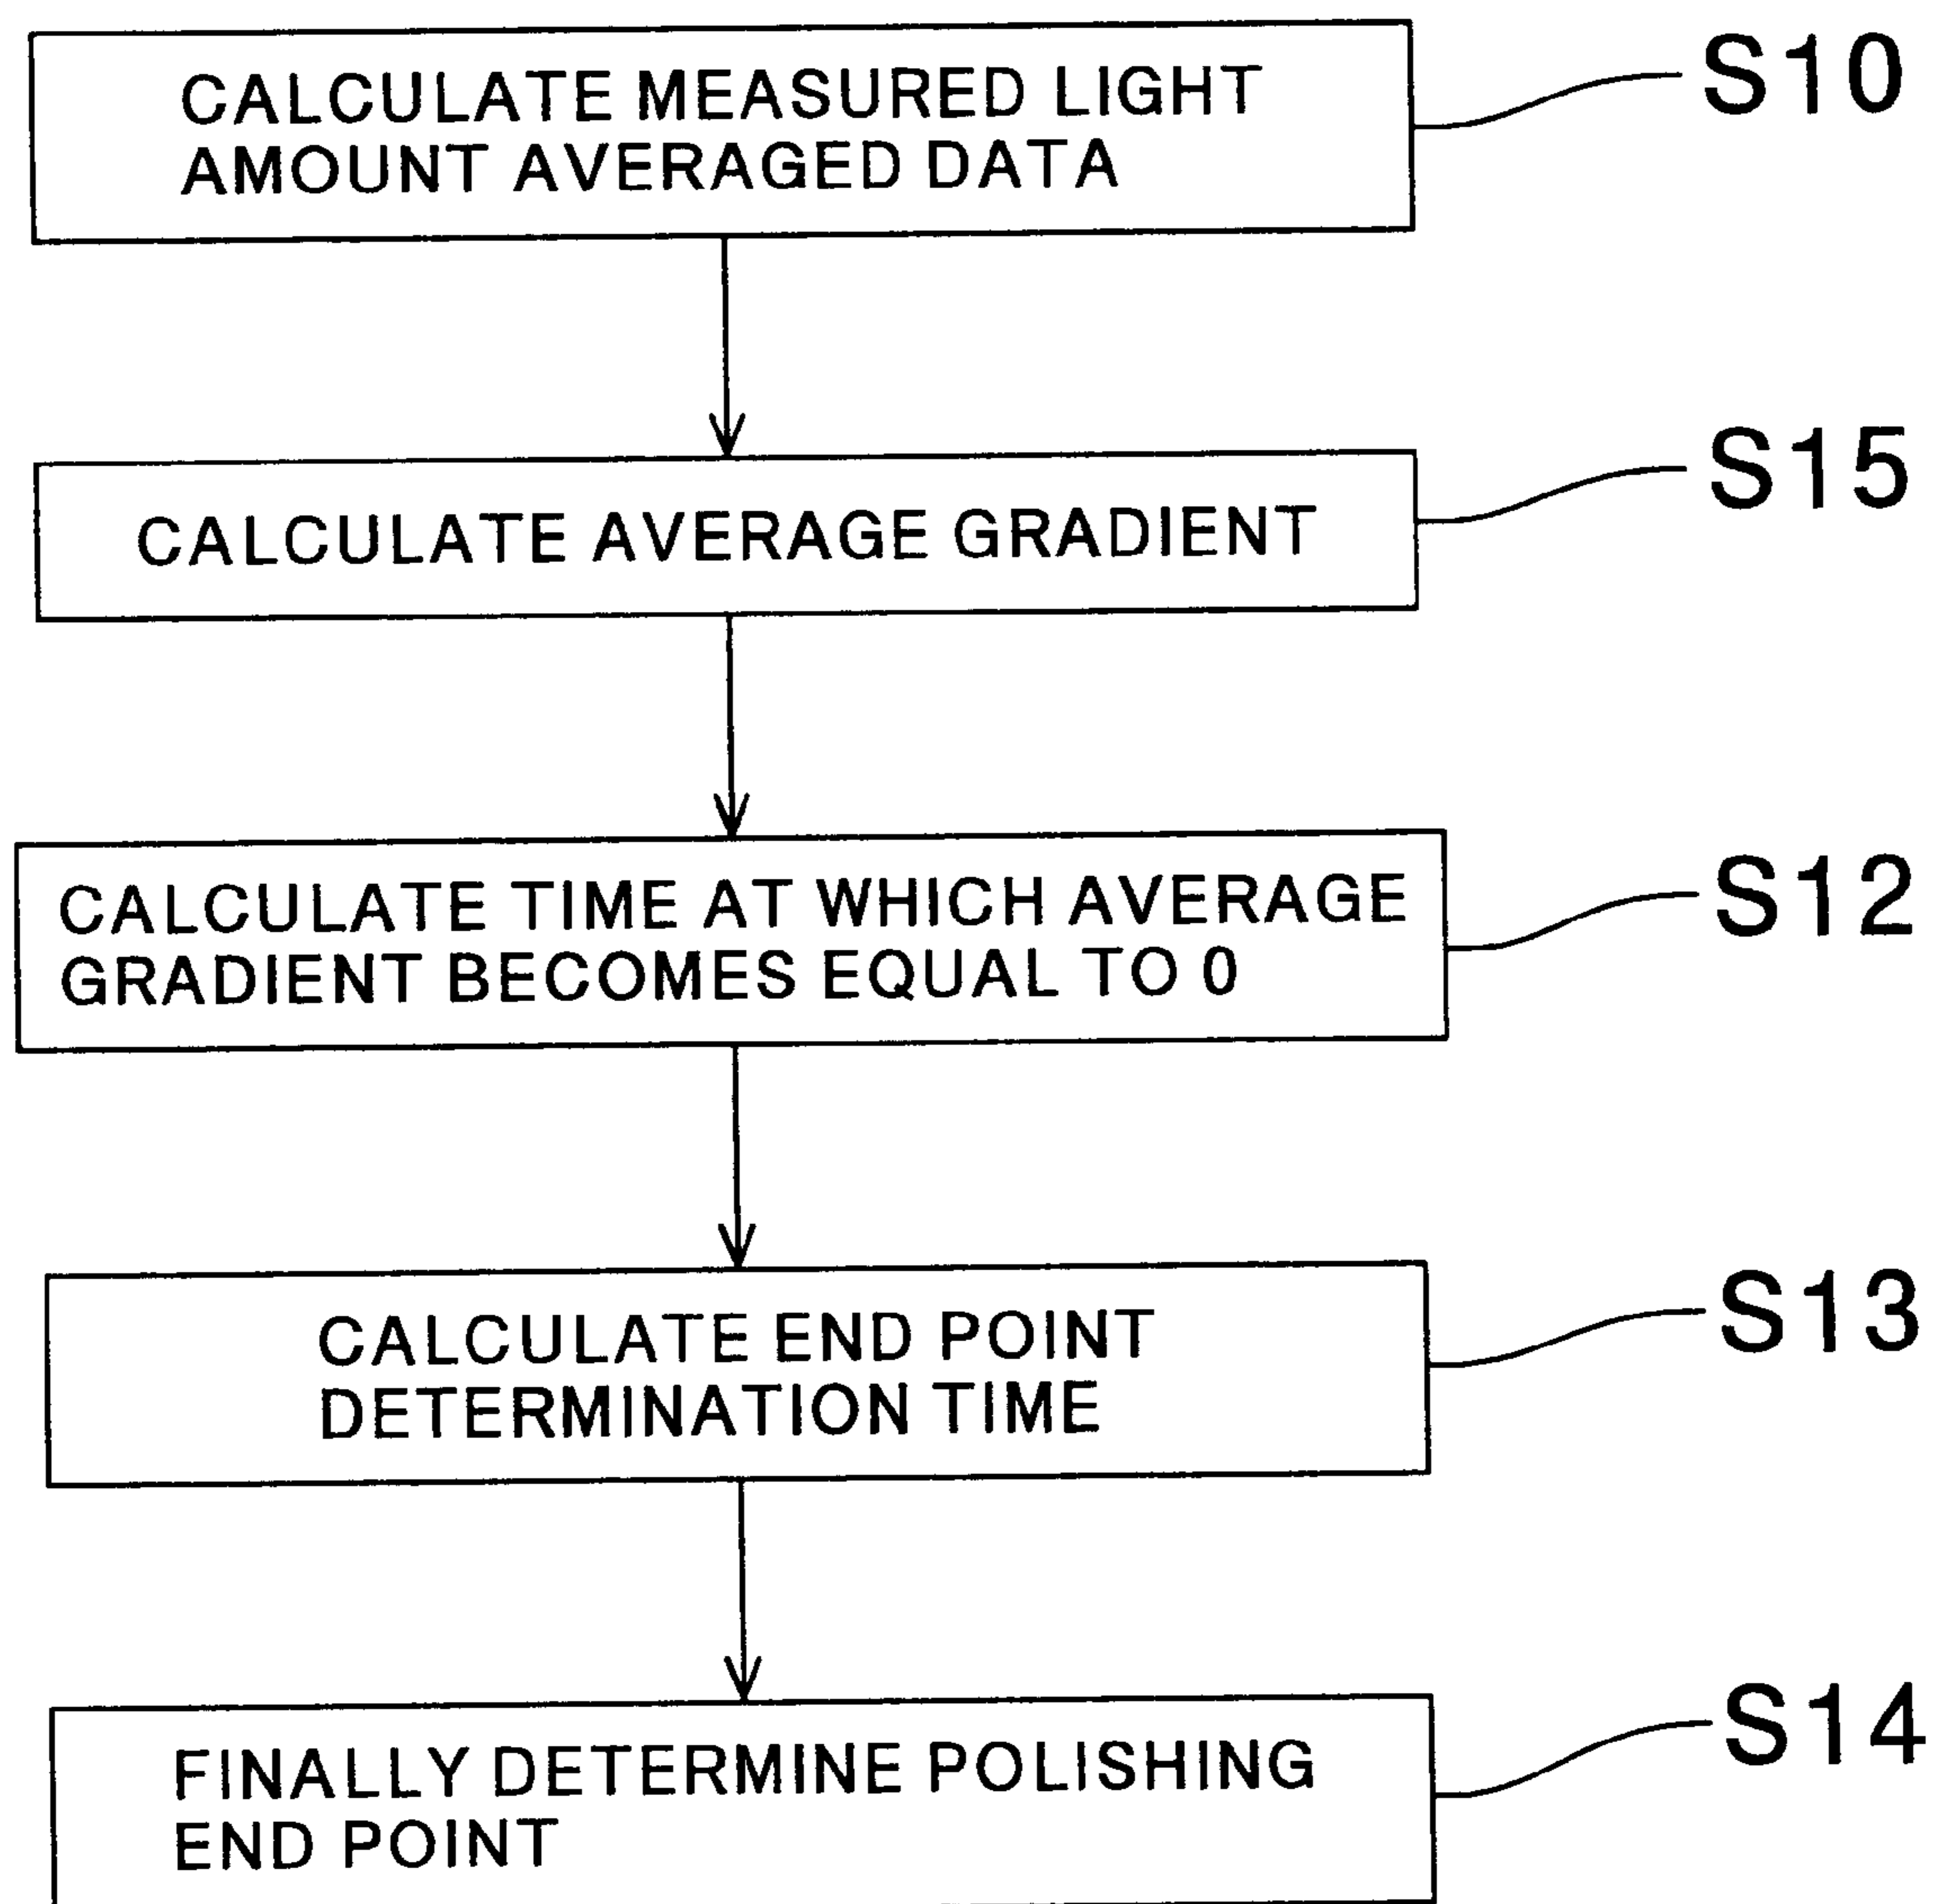 CALCULATE MEASURED LIGHT
AMOUNT AVERAGED DATA
S10
CALCULATE AVERAGE GRADIENT
S15
CALCULATE TIME AT WHICH AVERAGE
GRADIENT BECOMES EQUAL TO 0
S12
CALCULATE END POINT
DETERMINATION TIME
S13
FINALLY DETERMINE POLISHING
END POINT
S14